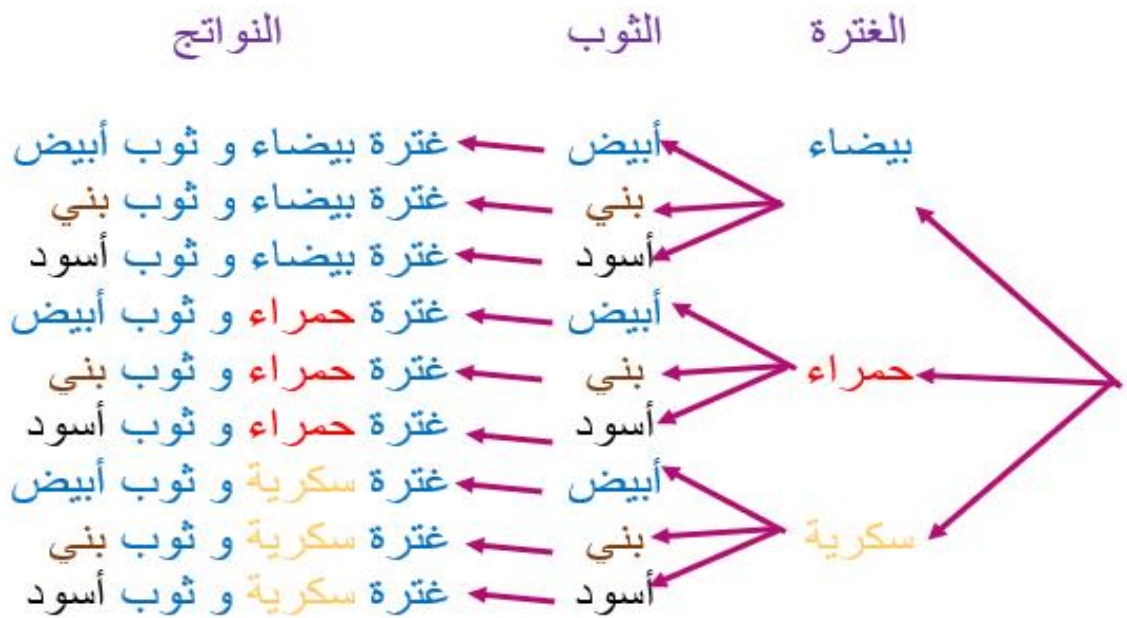 الغترة الثوب النواتج
بيضاء أبيض غترة بيضاء و ثوب أبيض
بني غترة بيضاء و ثوب بني
أسود غترة بيضاء و ثوب أسود
أبيض غترة حمراء و ثوب أبيض
حمراء بني غترة حمراء و ثوب بني
أسود غترة حمراء و ثوب أسود
أبيض غترة سكرية و ثوب أبيض
سكرية بني غترة سكرية و ثوب بني
أسود غترة سكرية و ثوب أسود